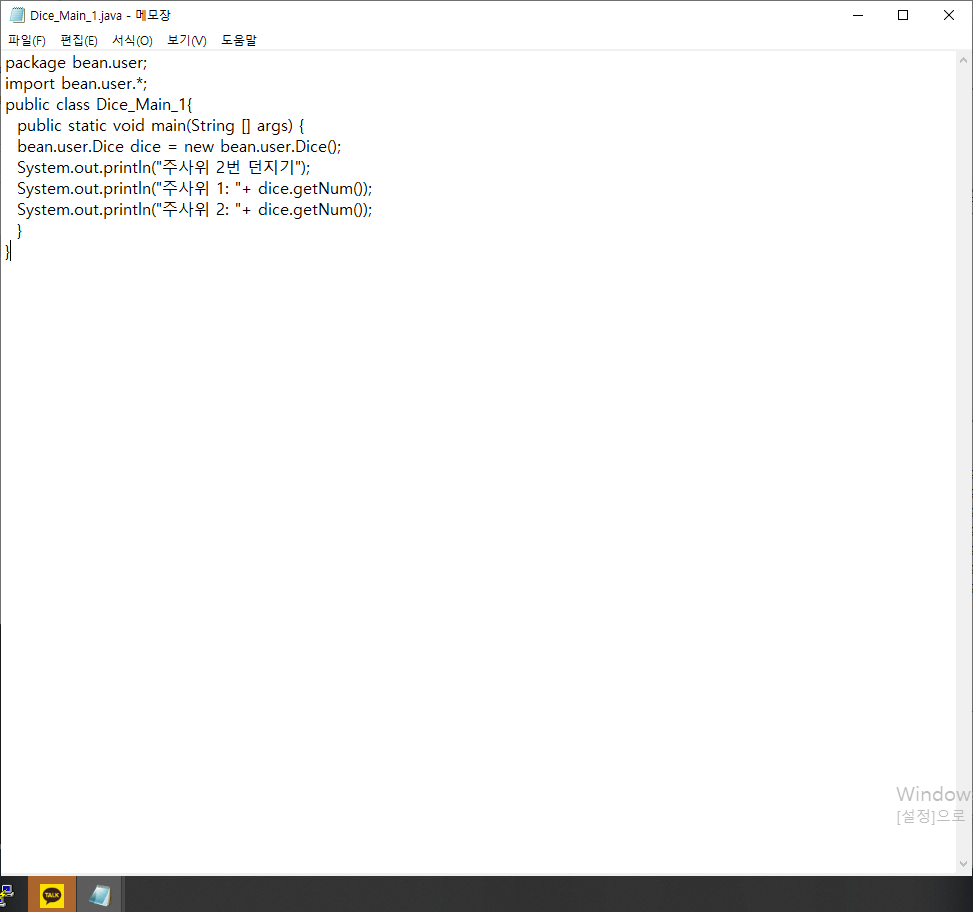 Dice_Main_1.java - 메모장
파일(F) 편집(E) 서식(O) 보기(V) 도움말
package bean.user;
import bean.user.*;
public class Dice_Main_1{
public static void main(String [] args) {
bean.user.Dice dice = new bean.user.Dice();
System.out.println("주사위 2번 던지기");
System.out.println("주사위 1: "+ dice.getNum());
System.out.println("주사위 2: "+ dice.getNum());
}
}
Window
[설정]으로
TALK